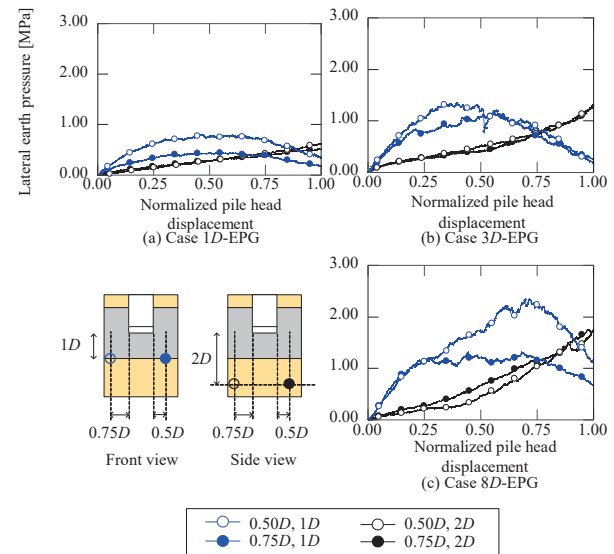 Lateral earth pressure [MPa]
3.00
2.00
1.00
0.00
0.00 0.25 0.50 0.75 1.00
Normalized pile head
displacement
(a) Case 1D-EPG
3.00
2.00
1.00
0.00
0.00 0.25 0.50 0.75 1.00
Normalized pile head
displacement
(b) Case 3D-EPG
1D
0.75D 0.5D
Front view
2D
0.75D 0.5D
Side view
3.00
2.00
1.00
0.00
0.00 0.25 0.50 0.75 1.00
Normalized pile head
displacement
(c) Case 8D-EPG
0.50D, 1D 0.50D, 2D
0.75D, 1D 0.75D, 2D